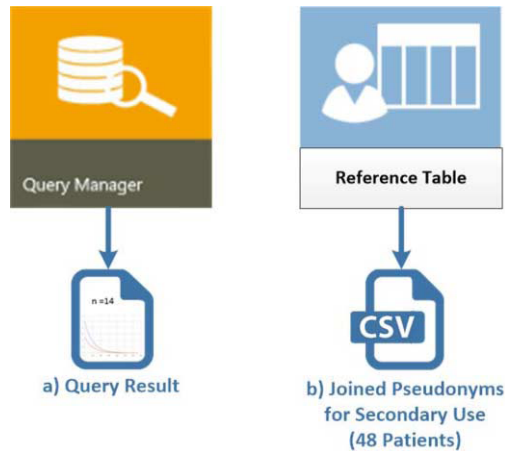 Query Manager
Reference Table
n =14
CSV
a) Query Result
b) Joined Pseudonyms
for Secondary Use
(48 Patients)